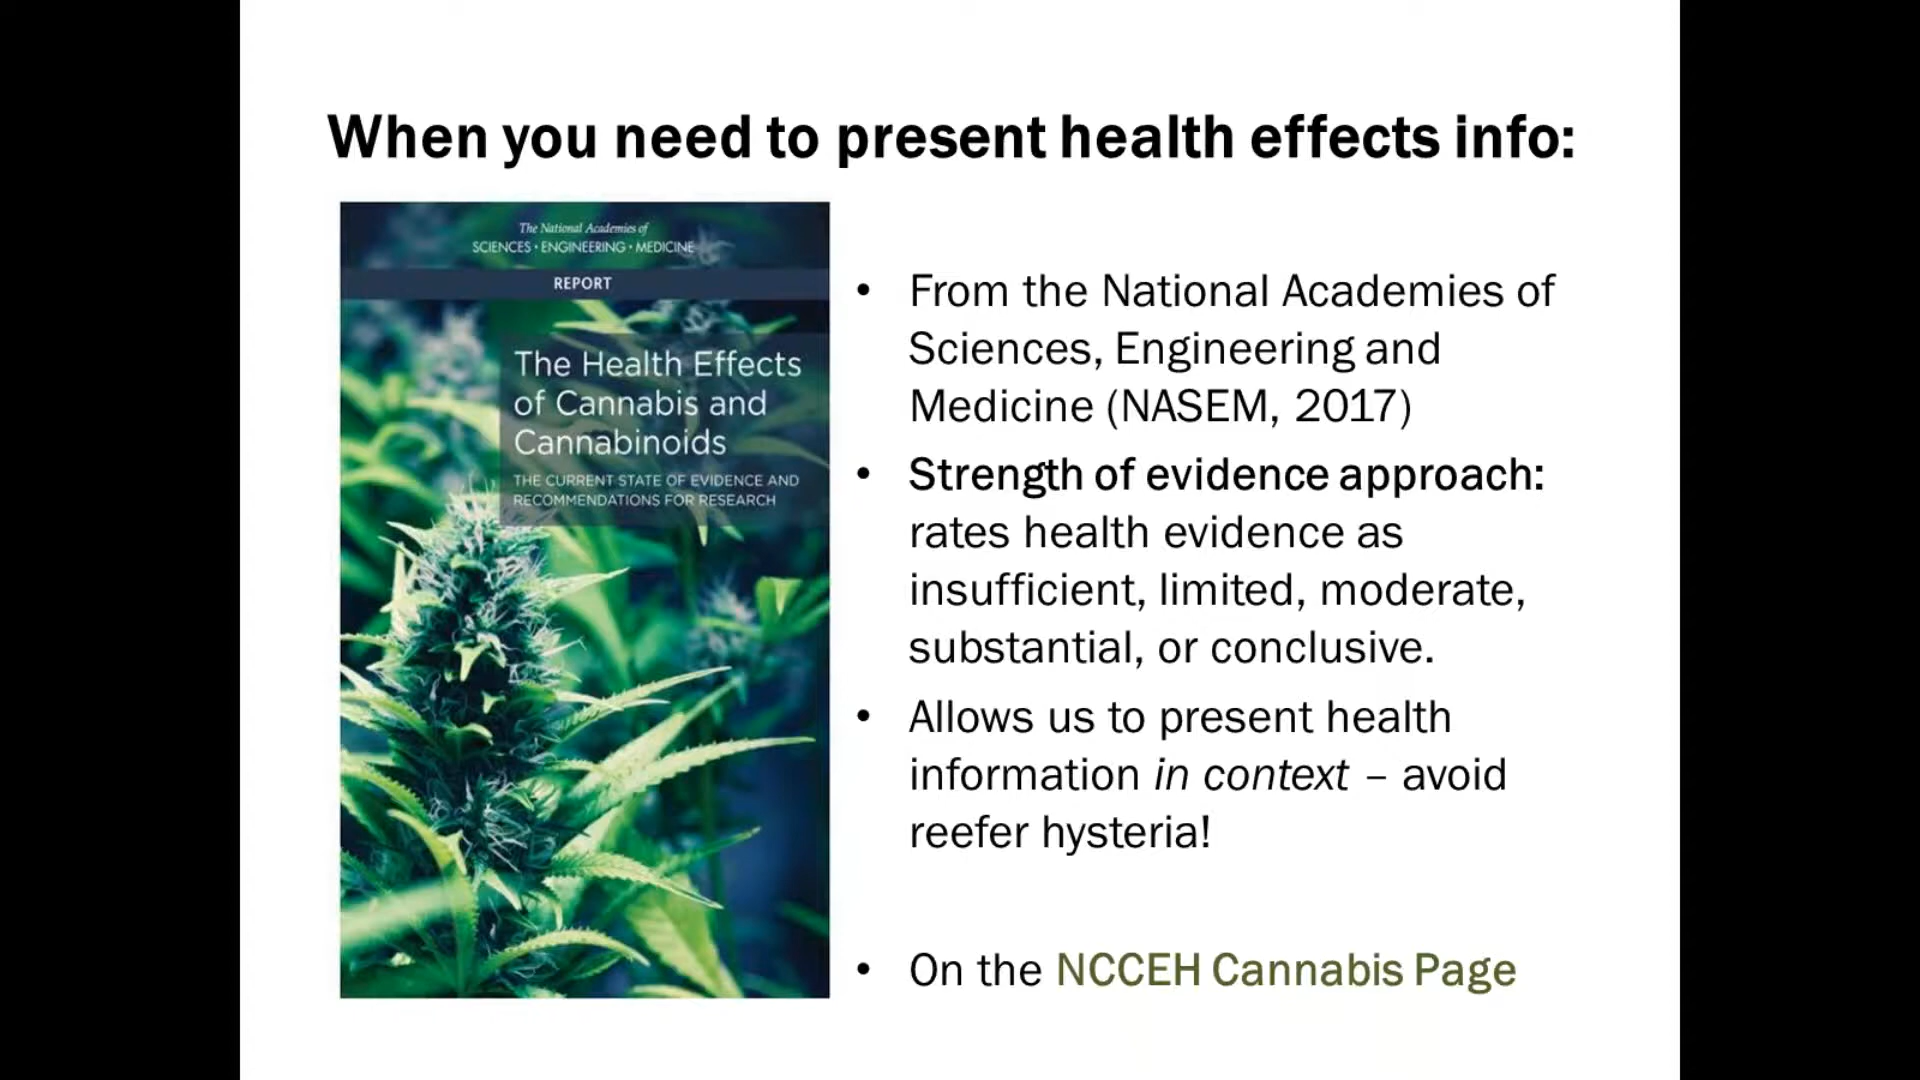 When you need to present health effects info:
The National Academies of
SCIENCES • ENGINEERING • MEDICINE
REPORT
The Health Effects
of Cannabis and
Cannabinoids
THE CURRENT STATE OF EVIDENCE AND
RECOMMENDATIONS FOR RESEARCH
• From the National Academies of
Sciences, Engineering and
Medicine (NASEM, 2017)
• Strength of evidence approach:
rates health evidence as
insufficient, limited, moderate,
substantial, or conclusive.
• Allows us to present health
information in context – avoid
reefer hysteria!
• On the NCCEH Cannabis Page